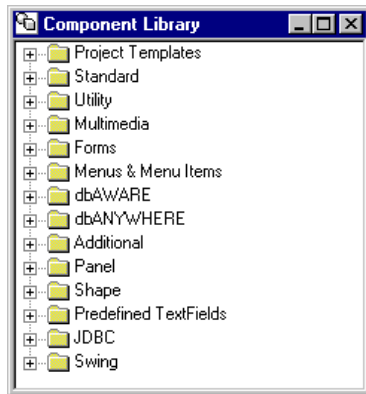 Component Library
Project Templates
Standard
Utility
Multimedia
Forms
Menus & Menu Items
dbAWARE
dbANYWHERE
Additional
Panel
Shape
Predefined TextFields
JDBC
Swing